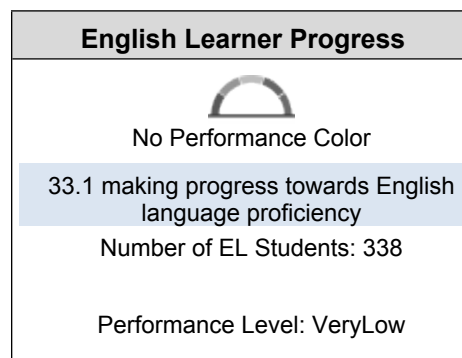 English Learner Progress
No Performance Color
33.1 making progress towards English
language proficiency
Number of EL Students: 338
Performance Level: VeryLow